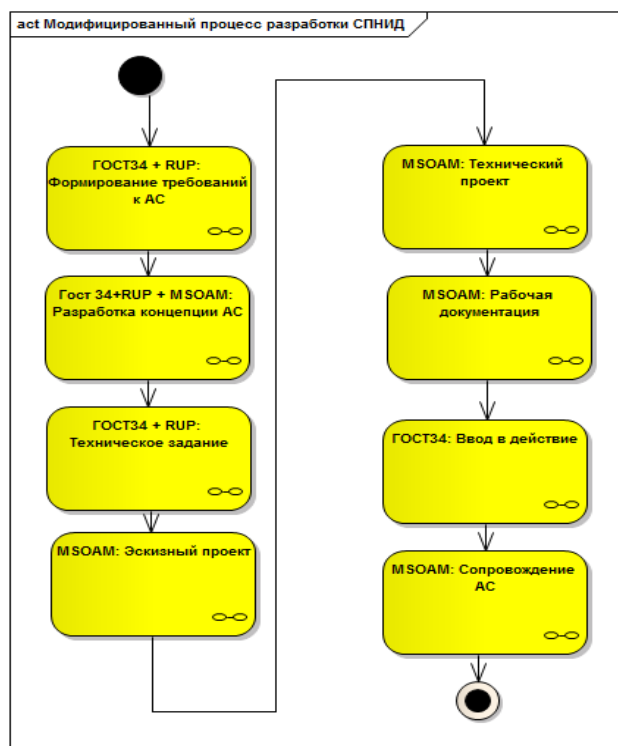 act Модифицированный процесс разработки СПНИД
ГОСТ34 + RUP:
Формирование требований
к АС
Гост 34+RUP + MSOAM:
Разработка концепции АС
ГОСТ34 + RUP:
Техническое задание
MSOAM: Эскизный проект
MSOAM: Технический
проект
MSOAM: Рабочая
документация
ГОСТ34: Ввод в действие
MSOAM: Сопровождение
АС